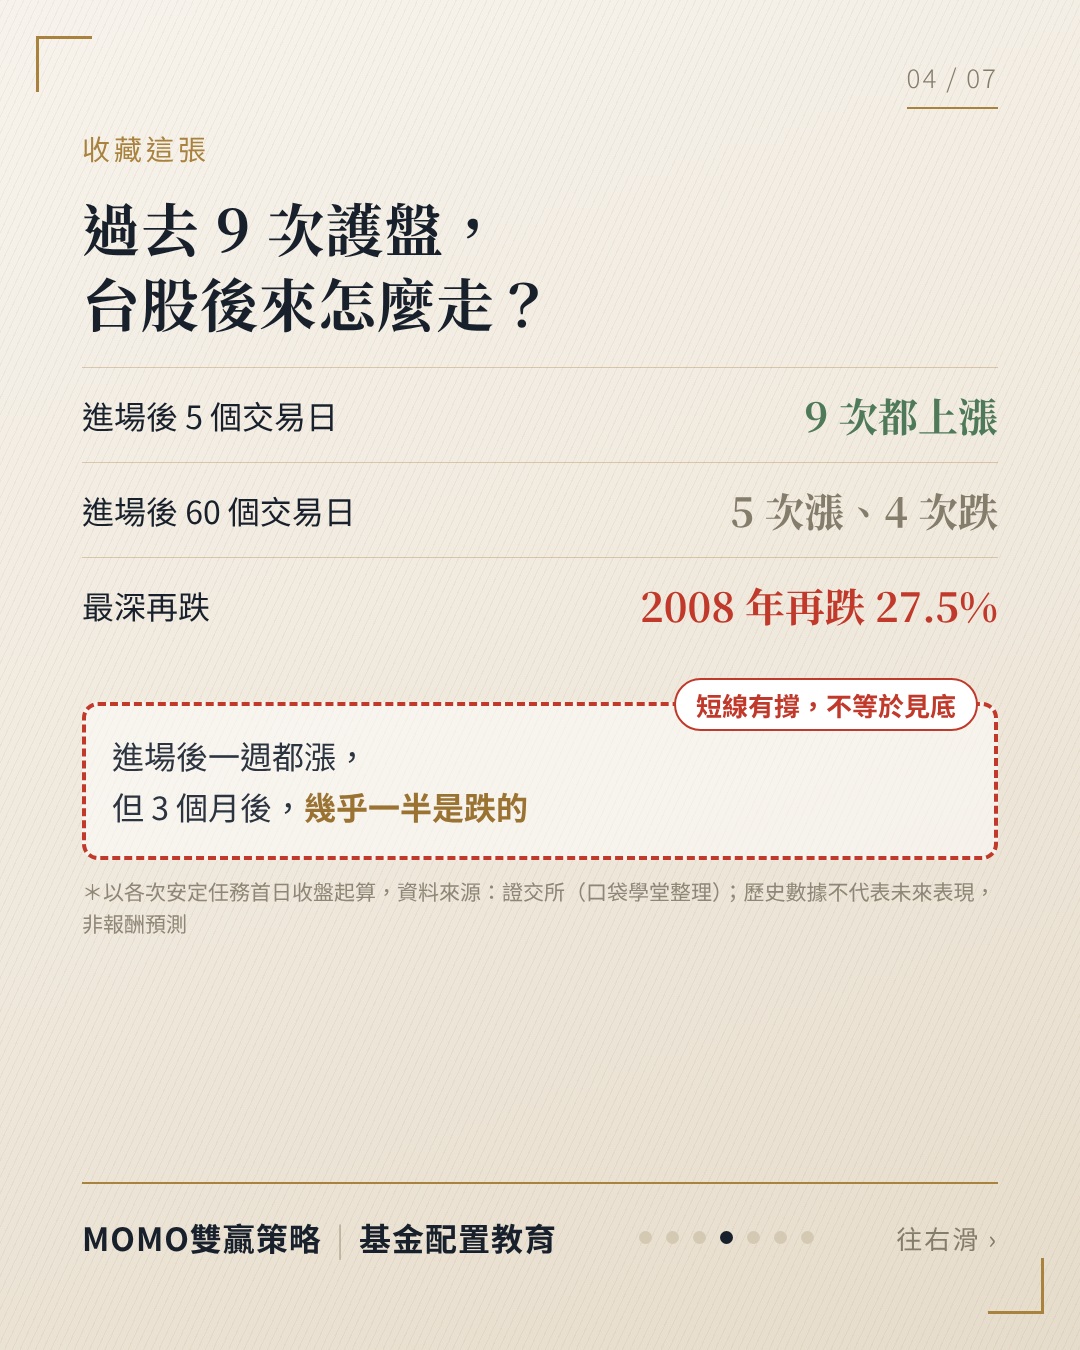 04 / 07
收藏這張
過去 9 次護盤，
台股後來怎麼走？
進場後 5 個交易日
9 次都上漲
進場後 60 個交易日
5 次漲、4 次跌
最深再跌
2008 年再跌 27.5%
短線有撐，不等於見底
進場後一週都漲，
但 3 個月後，幾乎一半是跌的
＊以各次安定任務首日收盤起算，資料來源：證交所（口袋學堂整理）；歷史數據不代表未來表現，
非報酬預測
MOMO雙贏策略｜基金配置教育
往右滑 ›